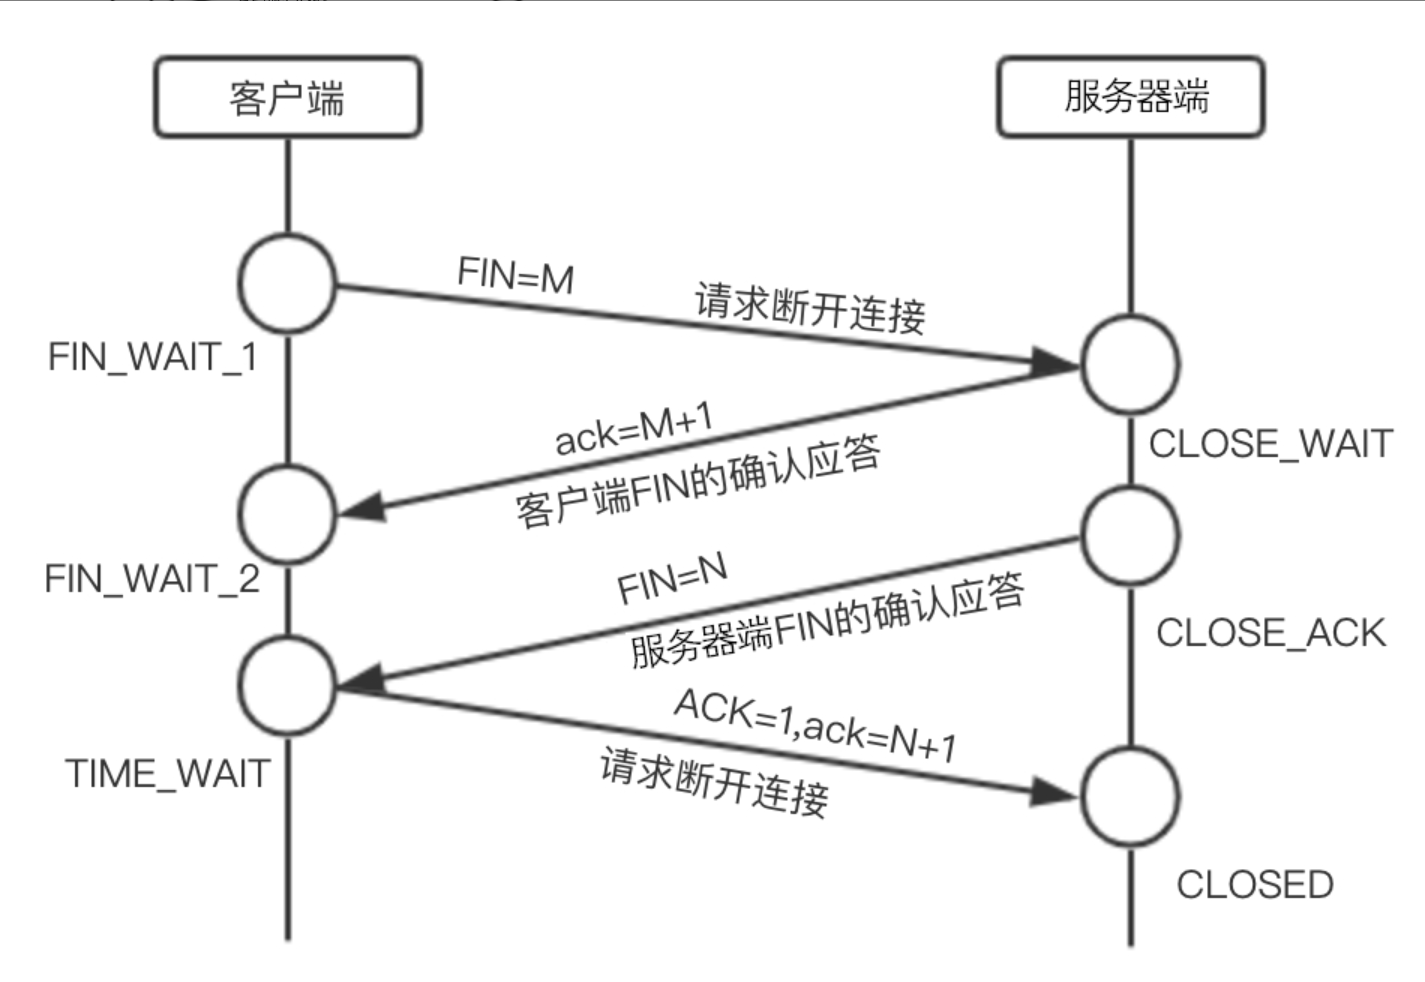 客户端
服务器端
FIN=M
请求断开连接
FIN_WAIT_1
ack=M+1
客户端FIN的确认应答
CLOSE_WAIT
FIN_WAIT_2
FIN=N
服务器端FIN的确认应答
CLOSE_ACK
ACK=1,ack=N+1
请求断开连接
TIME_WAIT
CLOSED